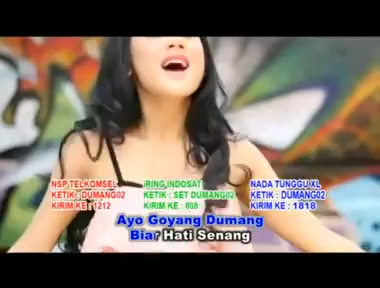 NSP TELKOMSEL
KETIK : DUMANG02
KIRIM KE : 1212
IRING INDOSAT
KETIK : SET DUMANG02
KIRIM KE : 808
NADA TUNGGU XL
KETIK : DUMANG02
KIRIM KE : 1818
Ayo Goyang Dumang
Biar Hati Senang